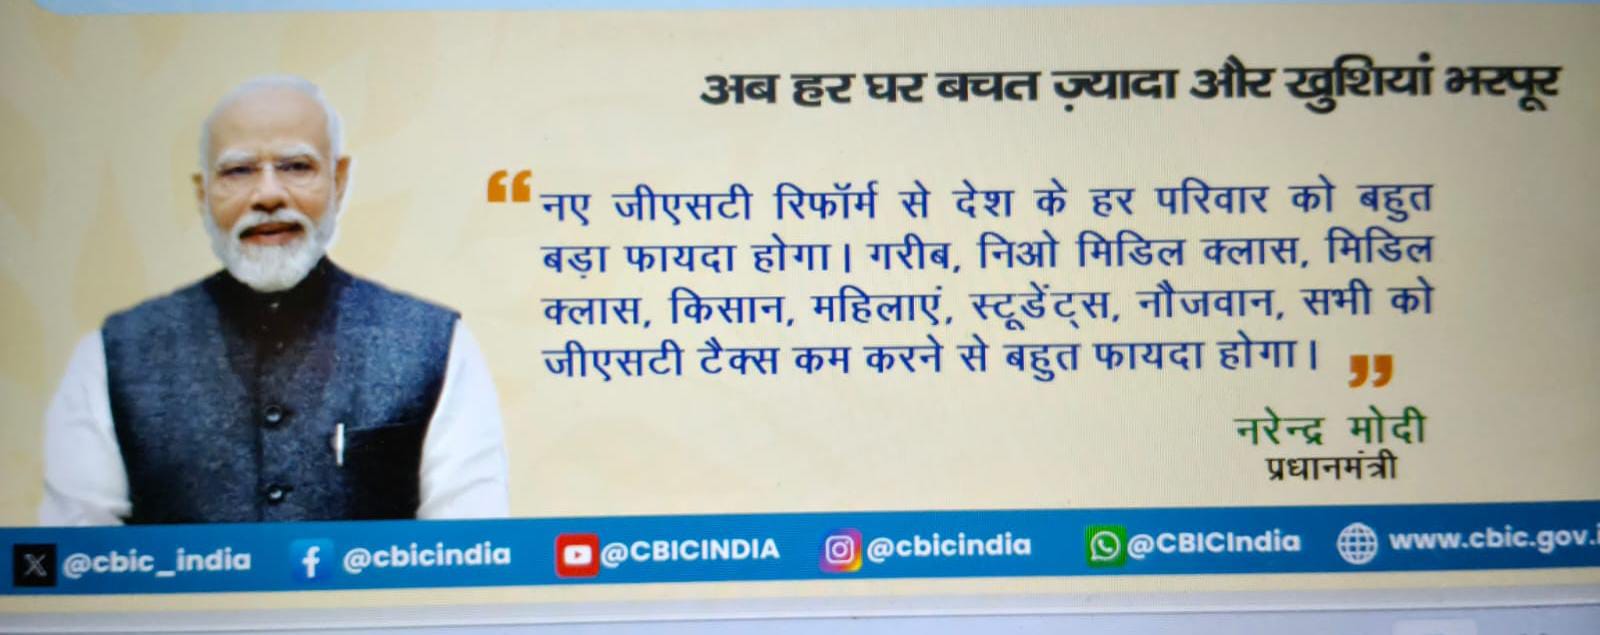 अब हर घर बचत ज़्यादा और खुशियां भरपूर
“ नए जीएसटी रिफॉर्म से देश के हर परिवार को बहुत
बड़ा फायदा होगा। गरीब, निओ मिडिल क्लास, मिडिल
क्लास, किसान, महिलाएं, स्टूडेंट्स, नौजवान, सभी को
जीएसटी टैक्स कम करने से बहुत फायदा होगा। ”
नरेन्द्र मोदी
प्रधानमंत्री
@cbic_india @cbicindia @CBICINDIA @cbicindia @CBICIndia www.cbic.gov.i